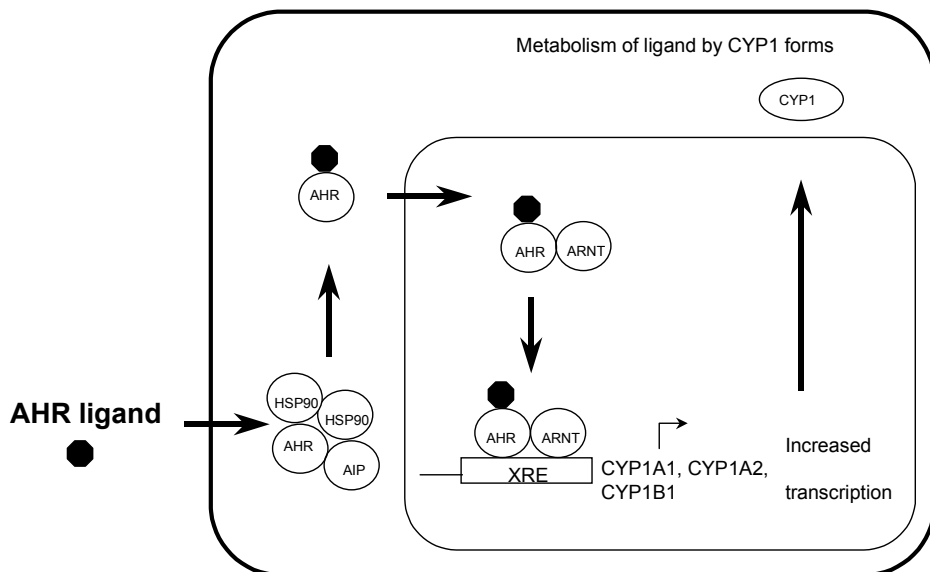 Metabolism of ligand by CYP1 forms
CYP1
AHR
AHR
ARNT
AHR ligand
HSP90
HSP90
AHR
AIP
AHR
ARNT
XRE
CYP1A1, CYP1A2,
CYP1B1
Increased
transcription